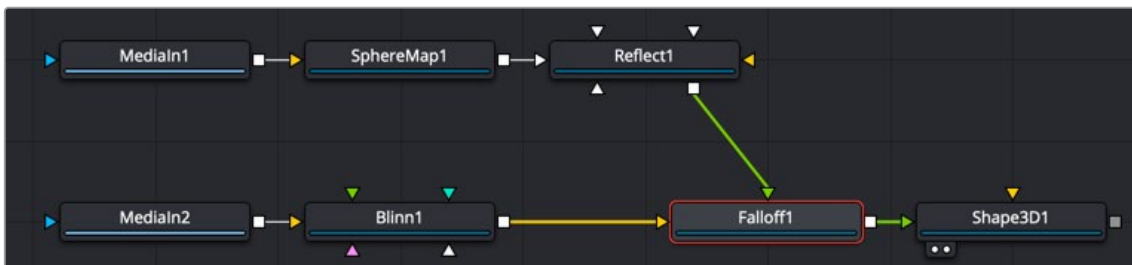 MediaIn1
SphereMap1
Reflect1
MediaIn2
Blinn1
Falloff1
Shape3D1